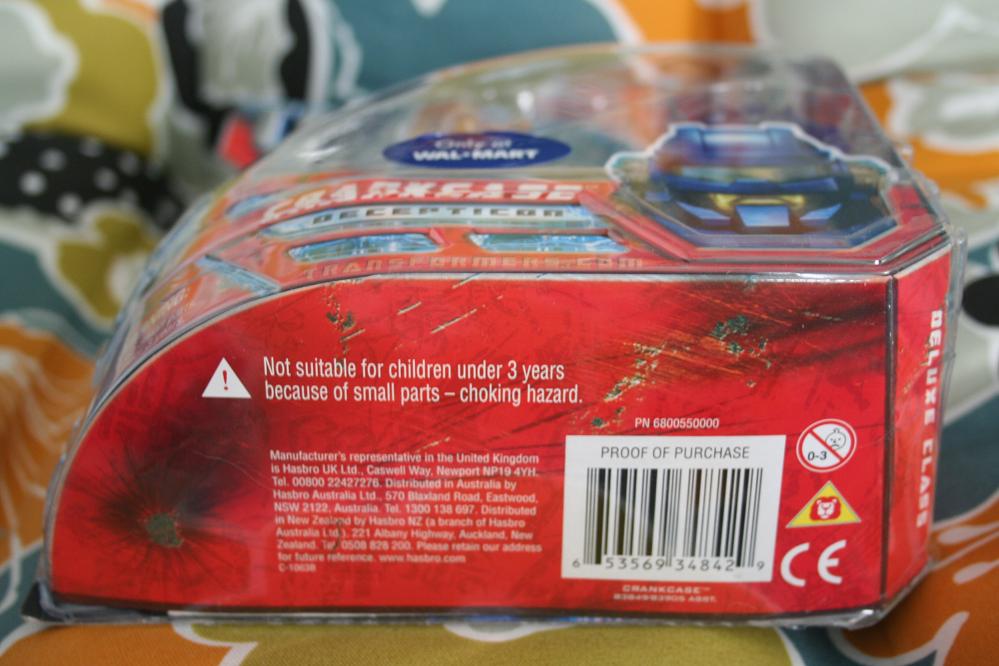 Only at
WAL★MART
CRANKCASE
DECEPTICON
TRANSFORMERS.COM
DELUXE CLASS
Not suitable for children under 3 years
because of small parts – choking hazard.
PN 6800550000
PROOF OF PURCHASE
0-3
Manufacturer's representative in the United Kingdom
is Hasbro UK Ltd., Caswell Way, Newport NP19 4YH.
Tel. 00800 22427276. Distributed in Australia by
Hasbro Australia Ltd., 570 Blaxland Road, Eastwood,
NSW 2122, Australia. Tel. 1300 138 697. Distributed
in New Zealand by Hasbro NZ (a branch of Hasbro
Australia Ltd.), 221 Albany Highway, Auckland, New
Zealand. Tel. 0508 828 200. Please retain our address
for future reference. www.hasbro.com
C-1063B
6 53569 34842 9
CE
CRANKCASE™
83849/83905 ASST.